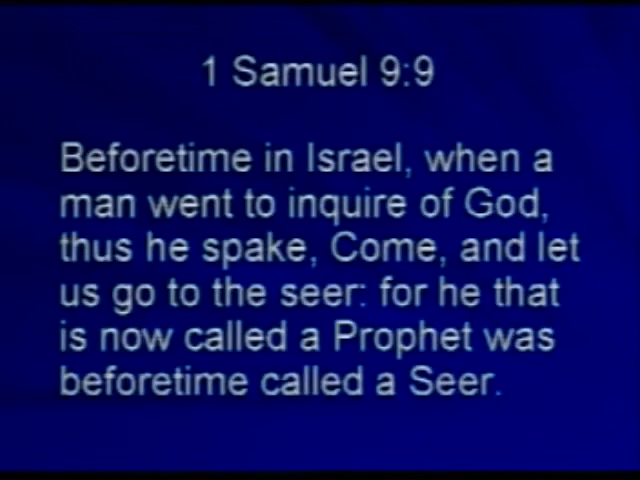 1 Samuel 9:9
Beforetime in Israel, when a
man went to inquire of God,
thus he spake, Come, and let
us go to the seer: for he that
is now called a Prophet was
beforetime called a Seer.